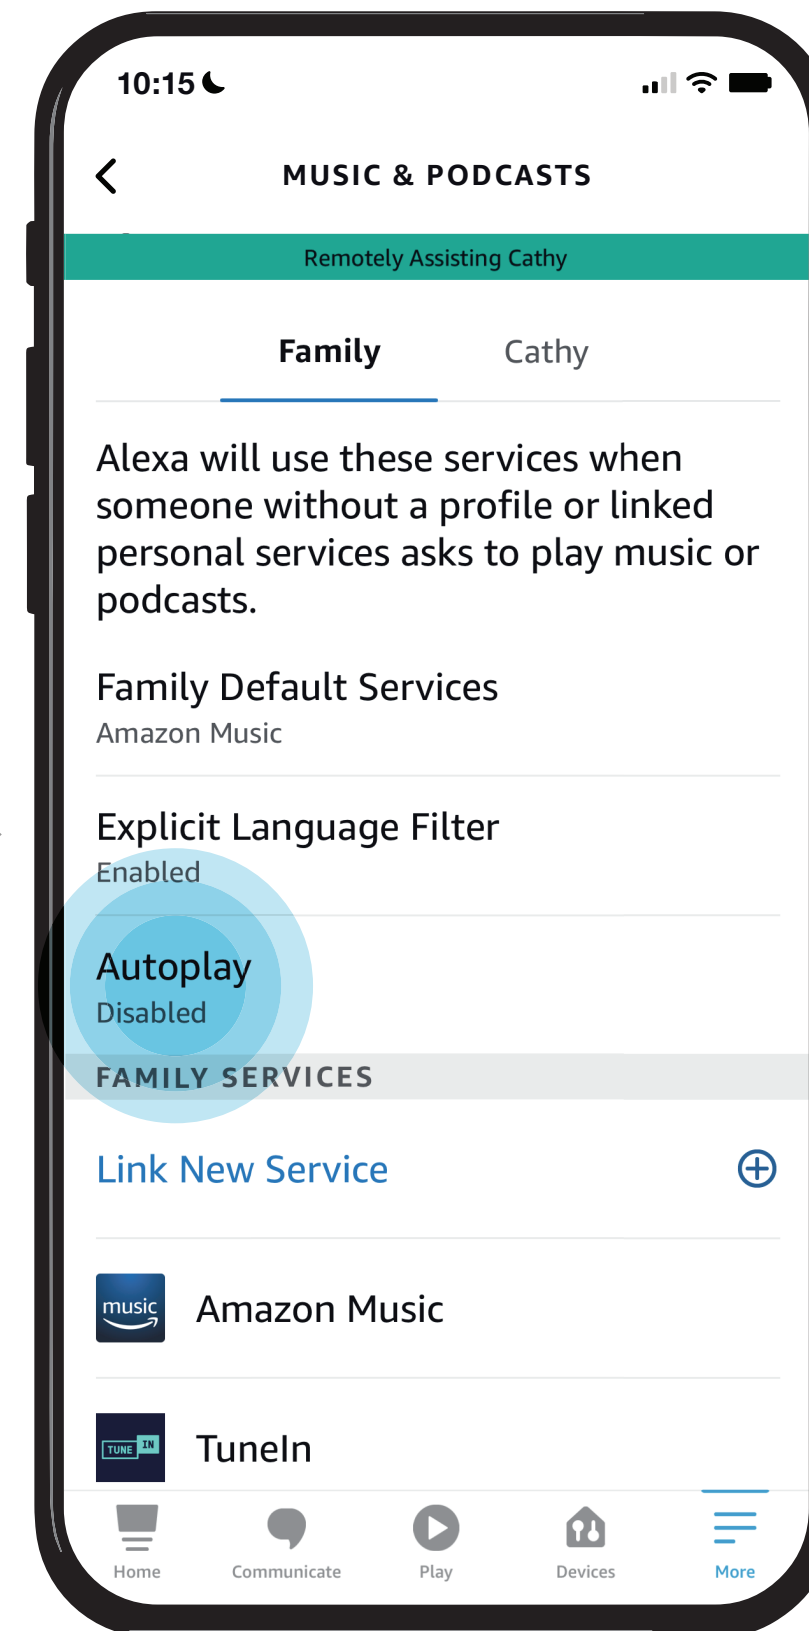 10:15
MUSIC & PODCASTS
Remotely Assisting Cathy
Family Cathy
Alexa will use these services when
someone without a profile or linked
personal services asks to play music or
podcasts.
Family Default Services
Amazon Music
Explicit Language Filter
Enabled
Autoplay
Disabled
FAMILY SERVICES
Link New Service
music
Amazon Music
TUNE IN
TuneIn
Home Communicate Play Devices More